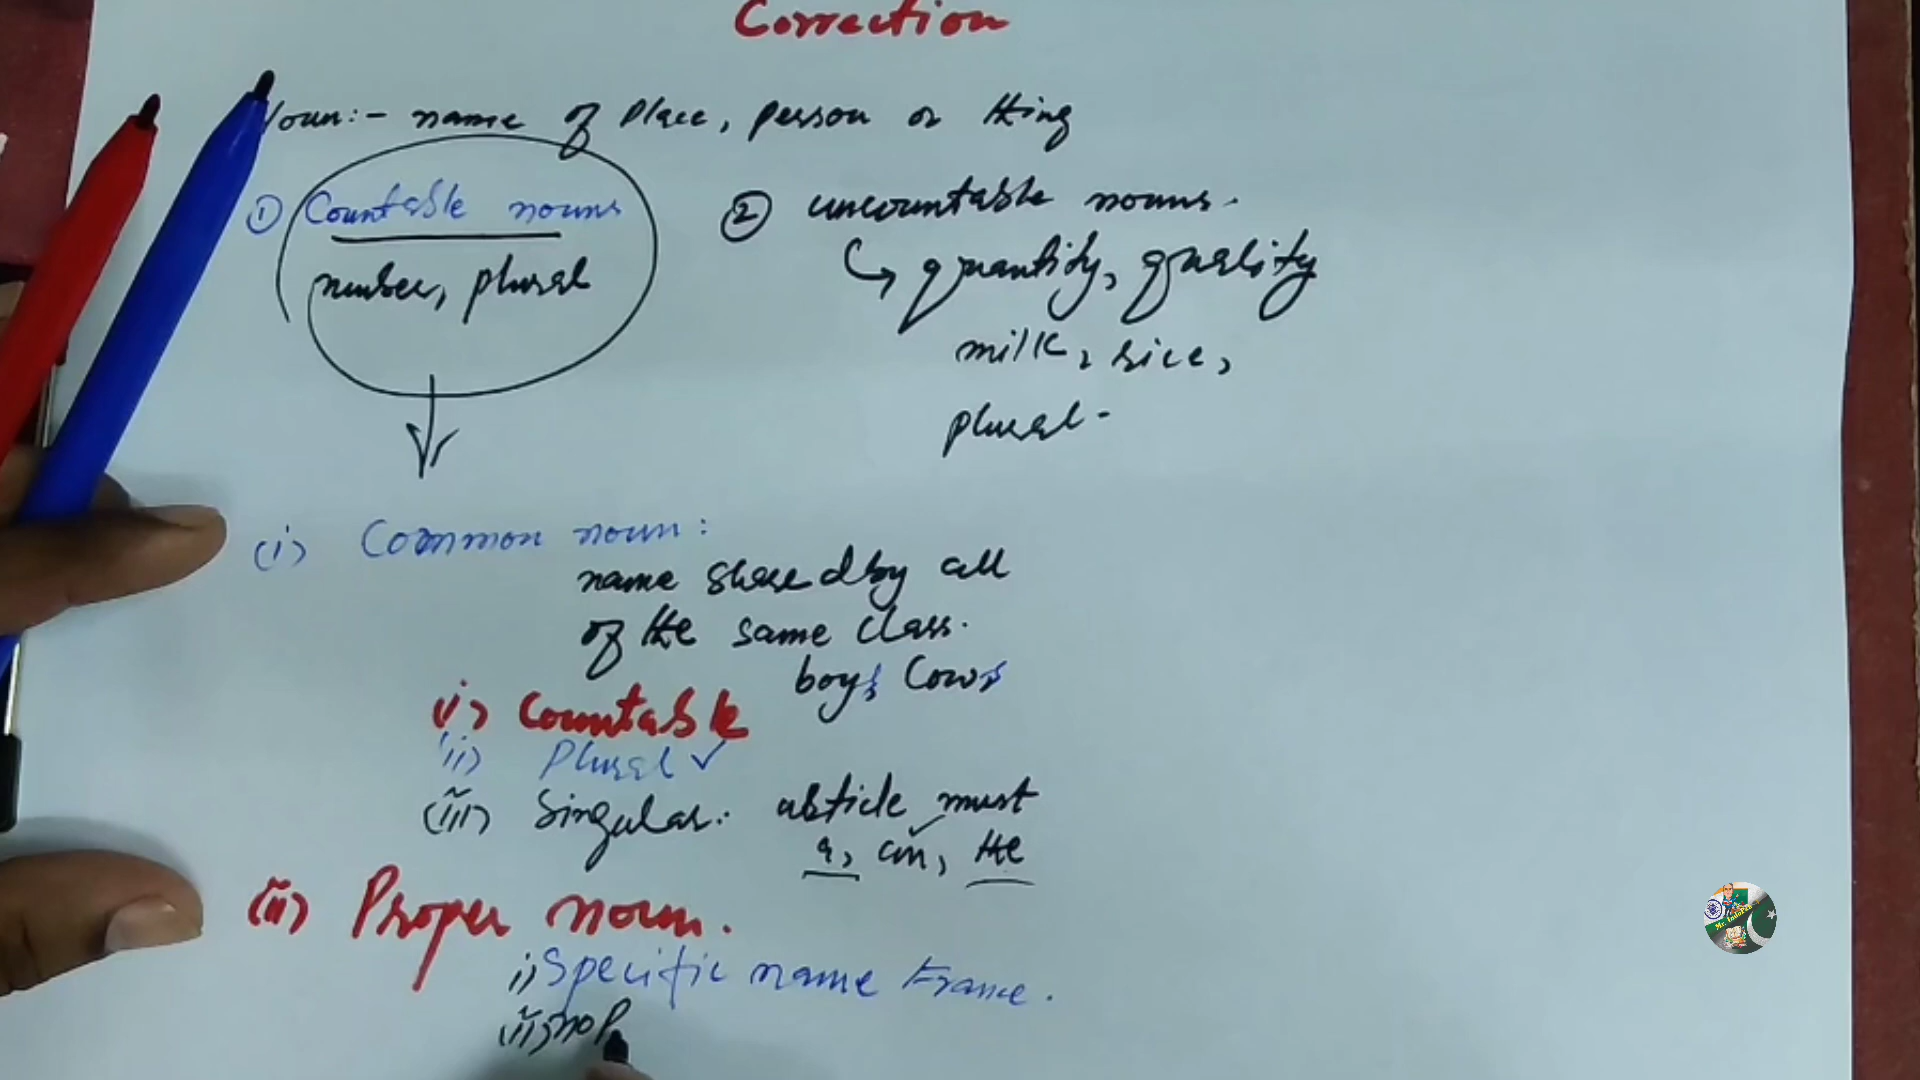 Correction
Noun:- name of place, person or thing
① Countable nouns
number, plural
② uncountable nouns.
quantity, quality
milk, rice,
plural -
(i) Common noun:
name shared by all
of the same class.
boys, Cows
i) Countable
ii) Plural ✓
(iii) Singular: article must
a, an, the
(ii) Proper noun.
i) Specific name France.
(ii) no P